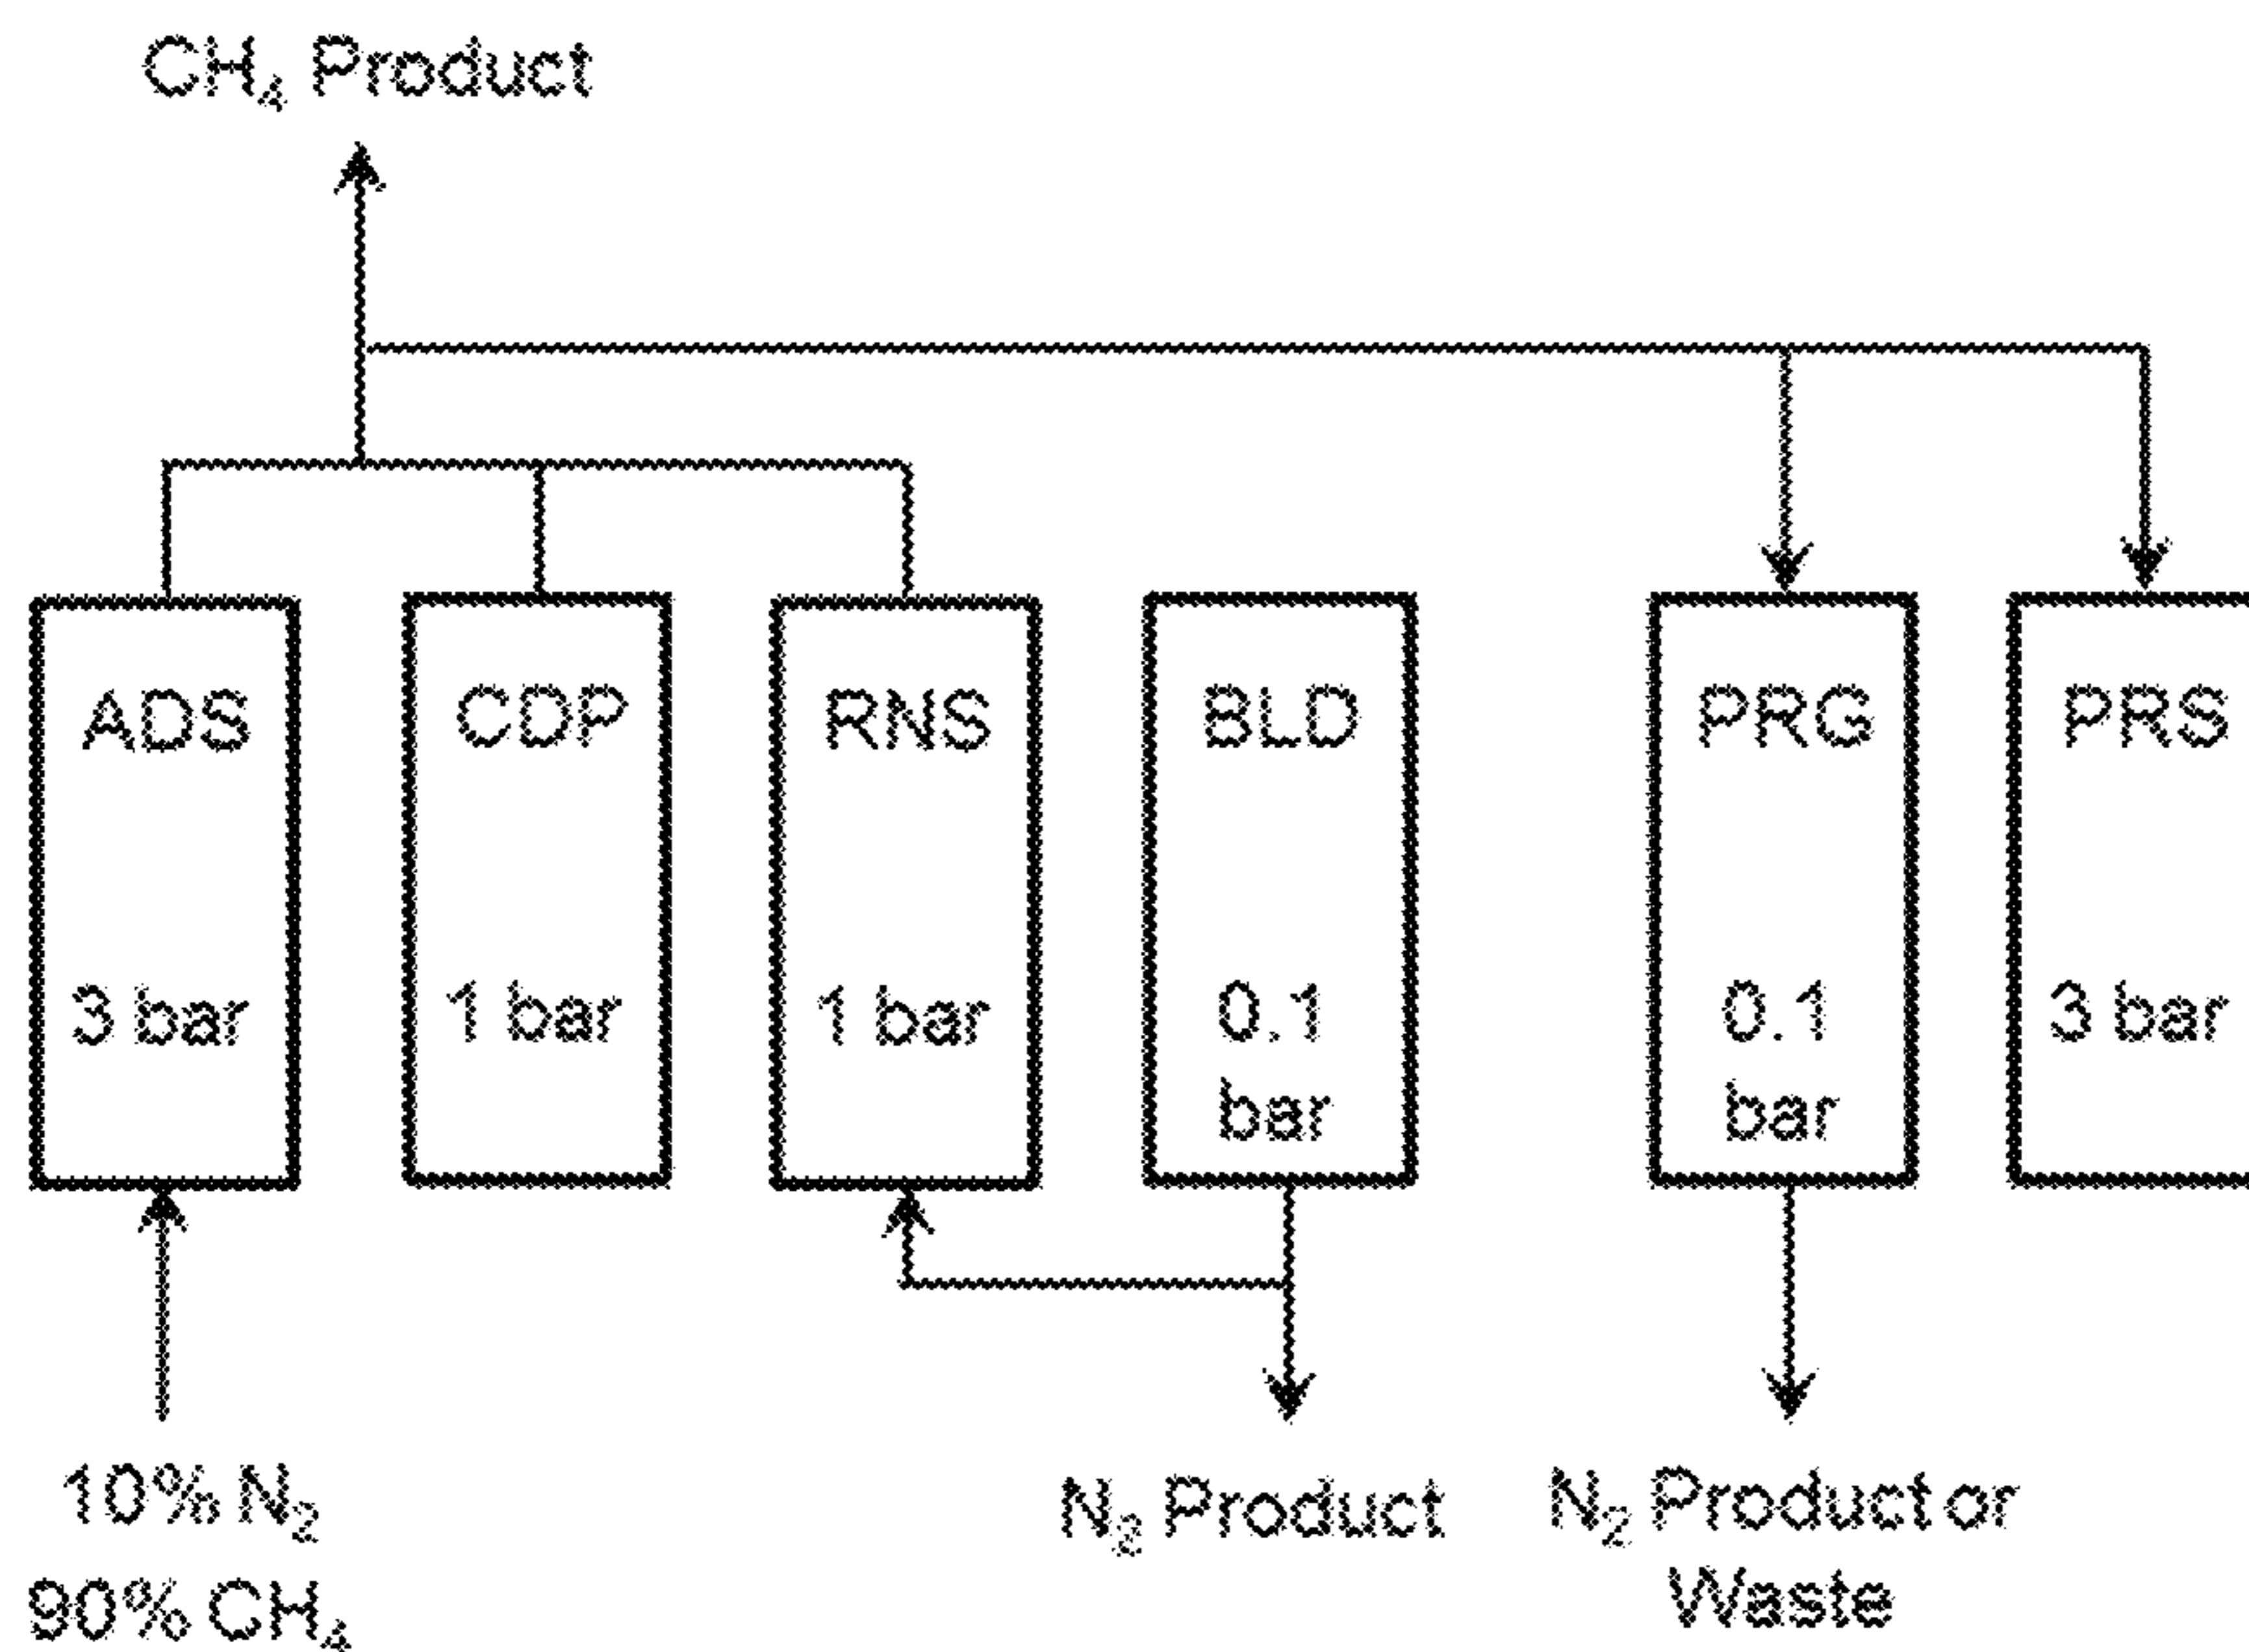 CH₄ Product
ADS
CDP
RNS
BLD
PRG
PRS
3 bar
1 bar
1 bar
0.1
bar
0.1
bar
3 bar
10% N₂
90% CH₄
N₂ Product
N₂ Product or
Waste